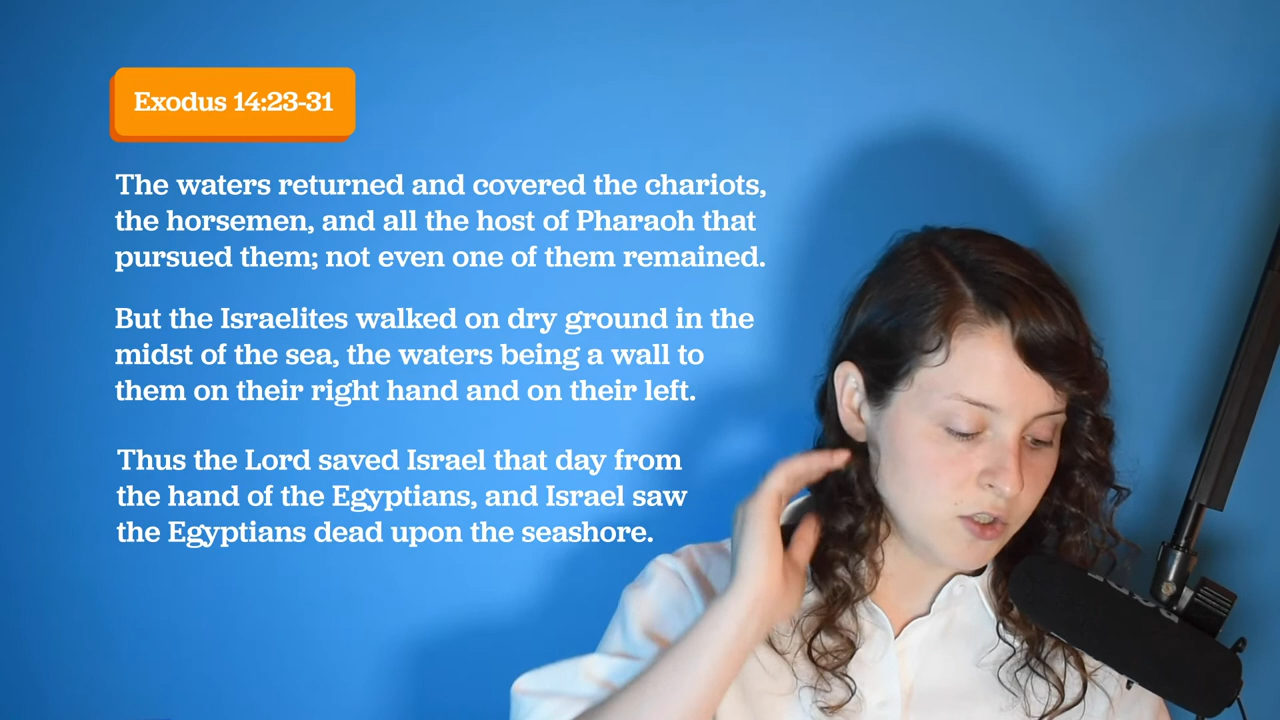 Exodus 14:23-31
The waters returned and covered the chariots,
the horsemen, and all the host of Pharaoh that
pursued them; not even one of them remained.
But the Israelites walked on dry ground in the
midst of the sea, the waters being a wall to
them on their right hand and on their left.
Thus the Lord saved Israel that day from
the hand of the Egyptians, and Israel saw
the Egyptians dead upon the seashore.